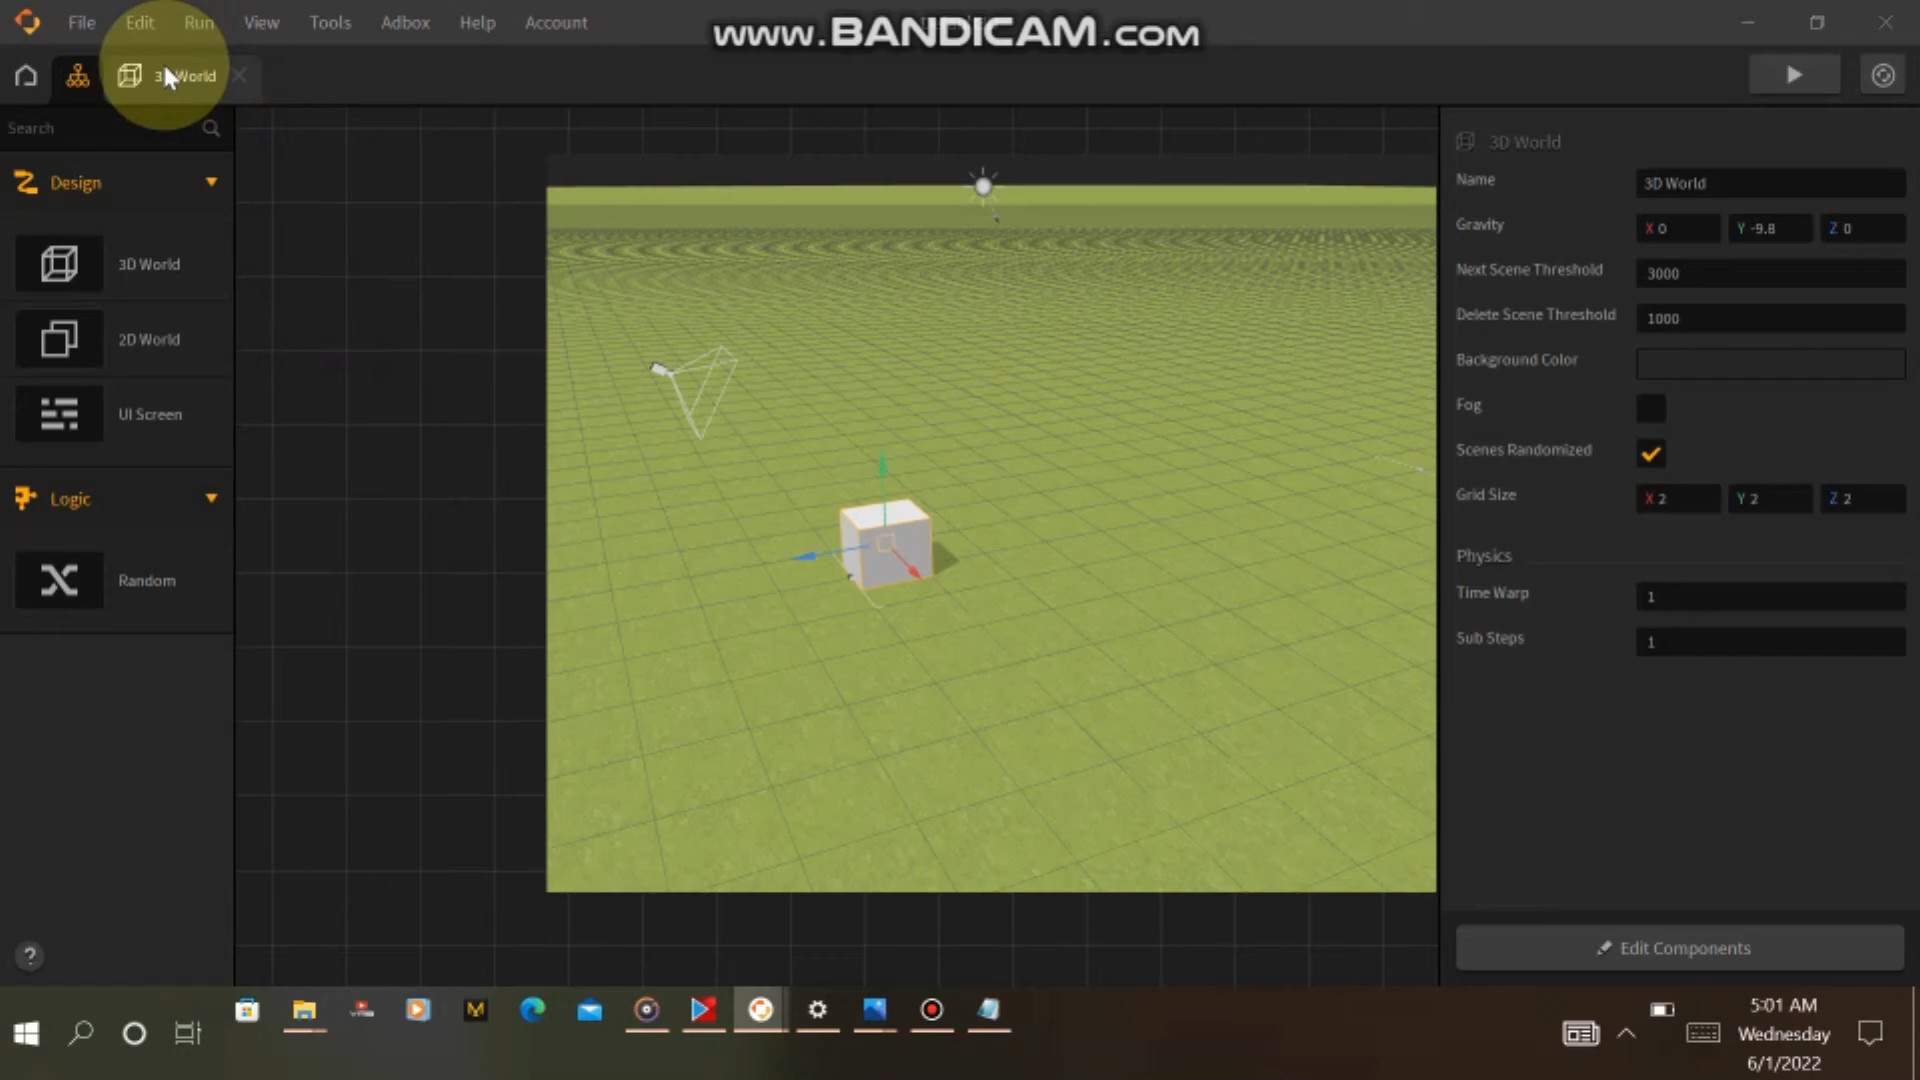 File Edit Run View Tools Adbox Help Account
www.BANDICAM.com
World
Search
Design
3D World
2D World
UI Screen
Logic
Random
?
3D World
Name 3D World
Gravity X 0 Y -9.8 Z 0
Next Scene Threshold 3000
Delete Scene Threshold 1000
Background Color
Fog
Scenes Randomized
Grid Size X 2 Y 2 Z 2
Physics
Time Warp 1
Sub Steps 1
Edit Components
5:01 AM
Wednesday
6/1/2022